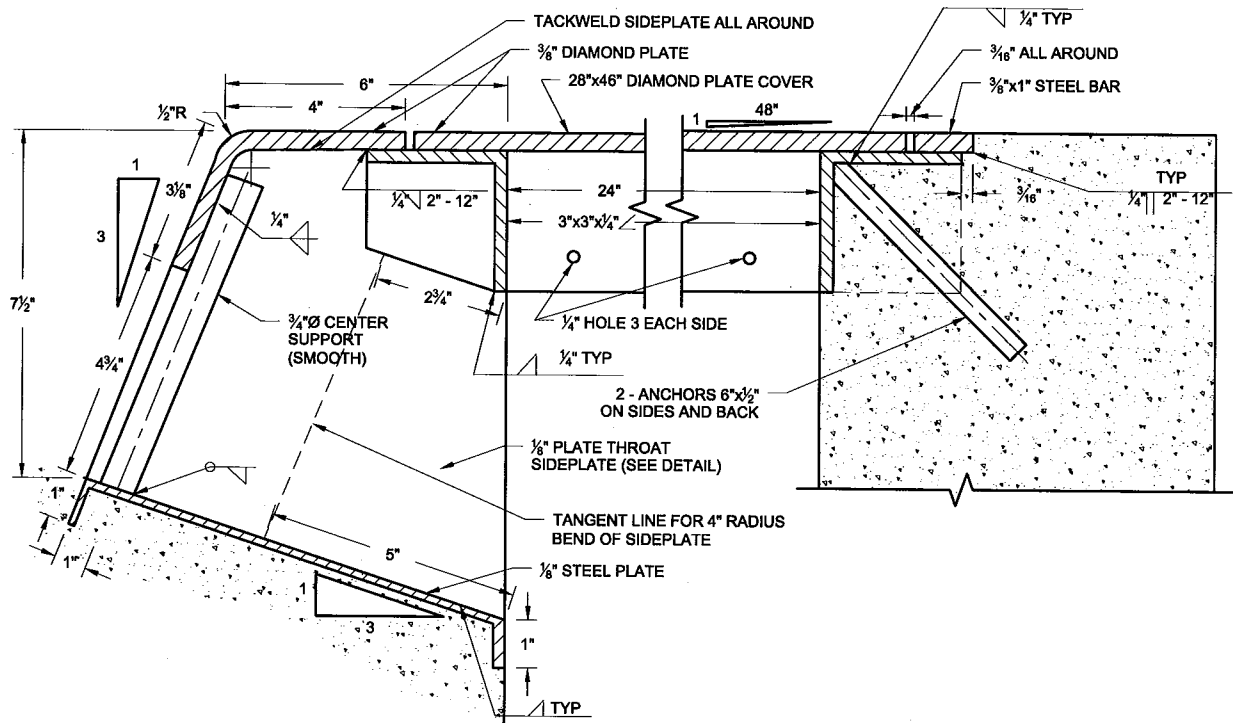 TACKWELD SIDEPLATE ALL AROUND
¼" TYP
⅜" DIAMOND PLATE
3⁄16" ALL AROUND
6"
28"x46" DIAMOND PLATE COVER
⅜"x1" STEEL BAR
4"
48"
1
½"R
1
3
3⅛"
¼"
¼" 2" - 12"
24"
3"x3"x¼"
3⁄16"
TYP
¼" 2" - 12"
7½"
2¾"
¾"Ø CENTER
SUPPORT
(SMOOTH)
¼" HOLE 3 EACH SIDE
4¾"
¼" TYP
2 - ANCHORS 6"x½"
ON SIDES AND BACK
⅛" PLATE THROAT
SIDEPLATE (SEE DETAIL)
1"
TANGENT LINE FOR 4" RADIUS
BEND OF SIDEPLATE
1"
5"
⅛" STEEL PLATE
1
3
1"
TYP